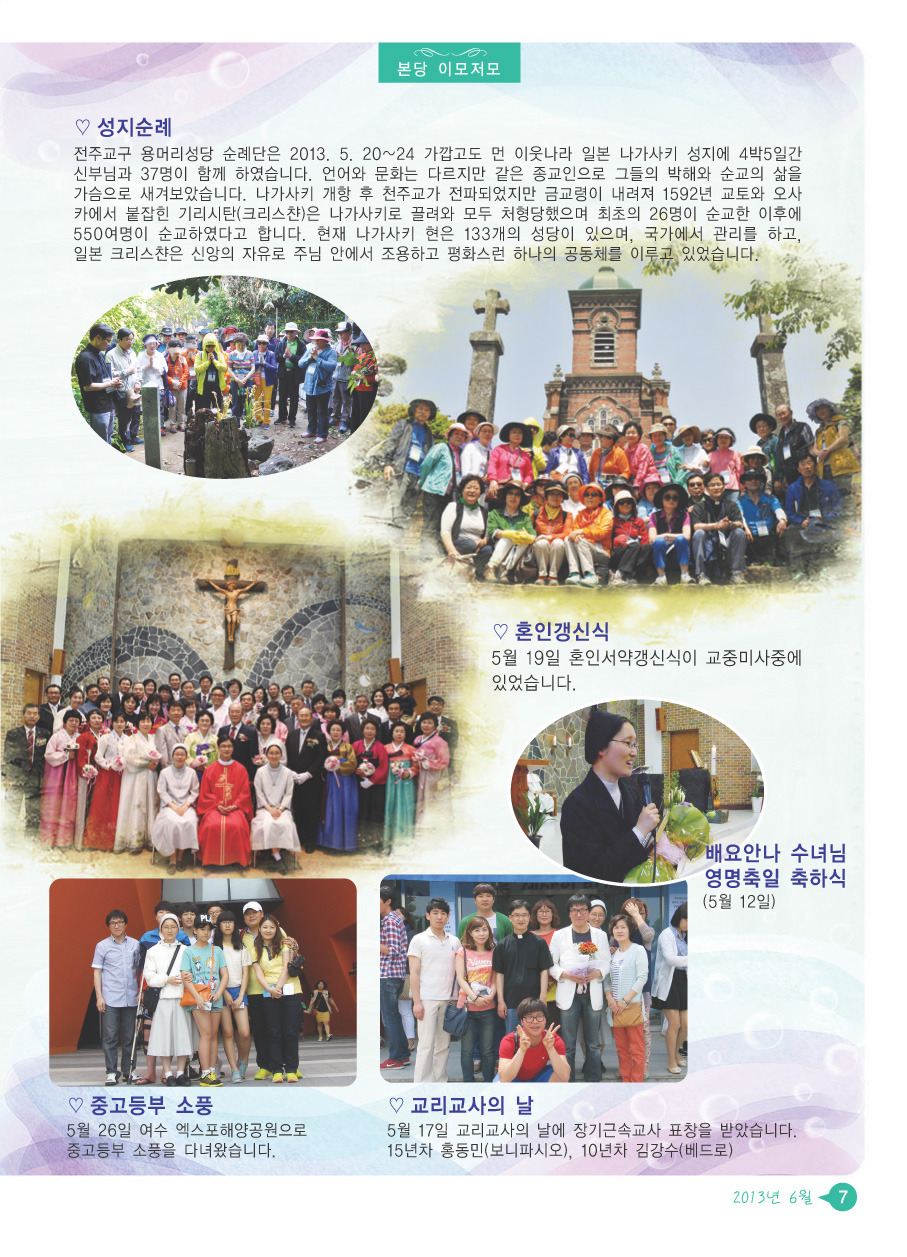 본당 이모저모
♡ 성지순례
전주교구 용머리성당 순례단은 2013. 5. 20~24 가깝고도 먼 이웃나라 일본 나가사키 성지에 4박5일간
신부님과 37명이 함께 하였습니다. 언어와 문화는 다르지만 같은 종교인으로 그들의 박해와 순교의 삶을
가슴으로 새겨보았습니다. 나가사키 개항 후 천주교가 전파되었지만 금교령이 내려져 1592년 교토와 오사
카에서 붙잡힌 기리시탄(크리스챤)은 나가사키로 끌려와 모두 처형당했으며 최초의 26명이 순교한 이후에
550여명이 순교하였다고 합니다. 현재 나가사키 현은 133개의 성당이 있으며, 국가에서 관리를 하고,
일본 크리스챤은 신앙의 자유로 주님 안에서 조용하고 평화스런 하나의 공동체를 이루고 있었습니다.
♡ 혼인갱신식
5월 19일 혼인서약갱신식이 교중미사중에
있었습니다.
♡ 배요안나 수녀님
영명축일 축하식
(5월 12일)
♡ 중고등부 소풍
5월 26일 여수 엑스포해양공원으로
중고등부 소풍을 다녀왔습니다.
♡ 교리교사의 날
5월 17일 교리교사의 날에 장기근속교사 표창을 받았습니다.
15년차 홍동민(보니파시오), 10년차 김강수(베드로)
2013년 6월 7